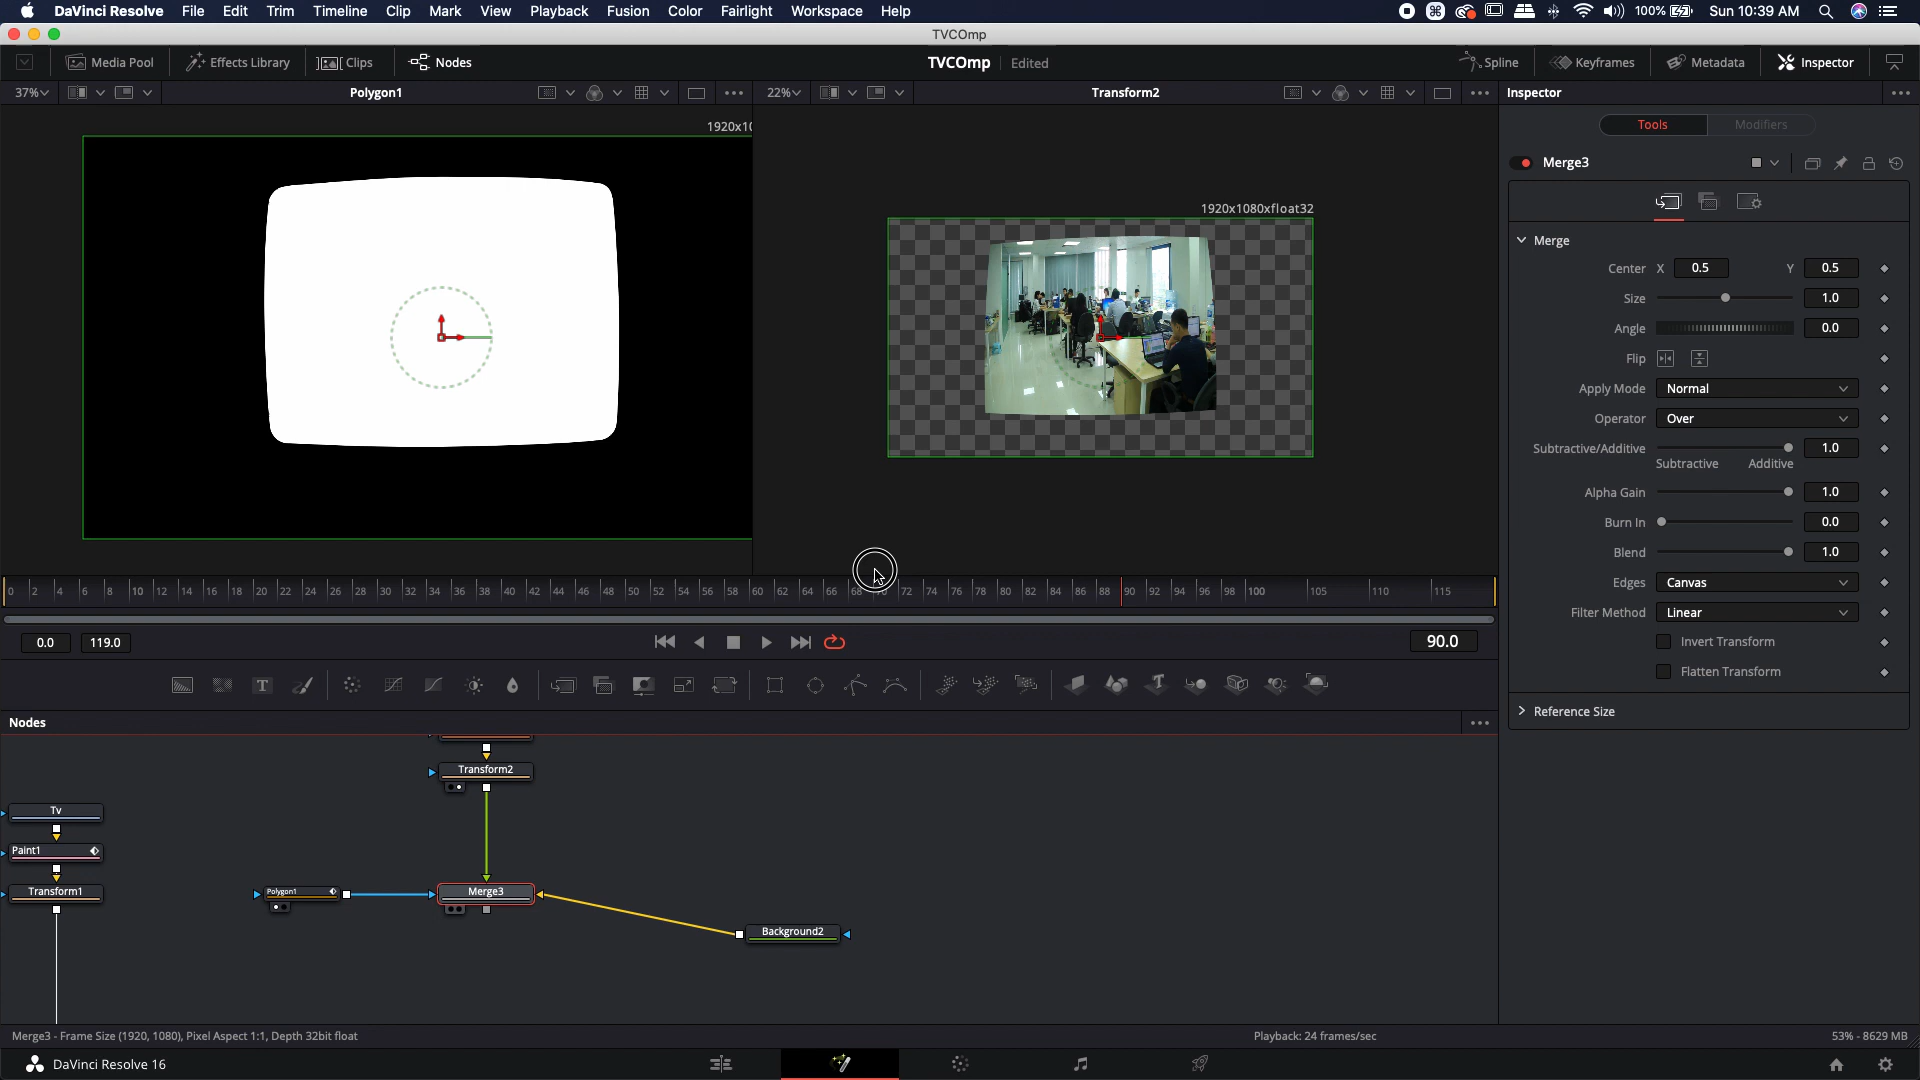 DaVinci Resolve File Edit Trim Timeline Clip Mark View Playback Fusion Color Fairlight Workspace Help 100% Sun 10:39 AM
TVCOmp
Media Pool Effects Library Clips Nodes TVCOmp Edited Spline Keyframes Metadata Inspector
37% Polygon1 22% Transform2 Inspector
1920x10
1920x1080xfloat32
Tools Modifiers
Merge3
Merge
Center X 0.5 Y 0.5
Size 1.0
Angle 0.0
Flip
Apply Mode Normal
Operator Over
Subtractive/Additive 1.0
Subtractive Additive
Alpha Gain 1.0
Burn In 0.0
Blend 1.0
Edges Canvas
Filter Method Linear
Invert Transform
Flatten Transform
Reference Size
0 2 4 6 8 10 12 14 16 18 20 22 24 26 28 30 32 34 36 38 40 42 44 46 48 50 52 54 56 58 60 62 64 66 68 72 74 76 78 80 82 84 86 88 90 92 94 96 98 100 105 110 115
0.0 119.0 90.0
Nodes
Transform2
Tv
Paint1
Transform1
Polygon1
Merge3
Background2
Merge3 - Frame Size (1920, 1080), Pixel Aspect 1:1, Depth 32bit float Playback: 24 frames/sec 53% - 8629 MB
DaVinci Resolve 16